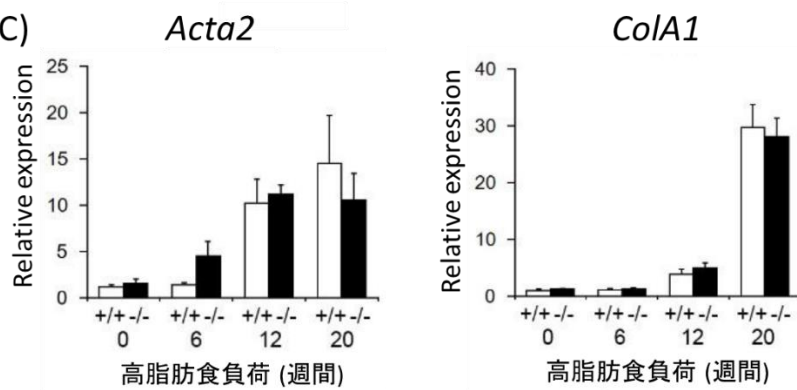 C)
Acta2
Relative expression
25
20
15
10
5
0
+/+ -/- +/+ -/- +/+ -/- +/+ -/-
0 6 12 20
高脂肪食負荷 (週間)
ColA1
Relative expression
40
30
20
10
0
+/+ -/- +/+ -/- +/+ -/- +/+ -/-
0 6 12 20
高脂肪食負荷 (週間)